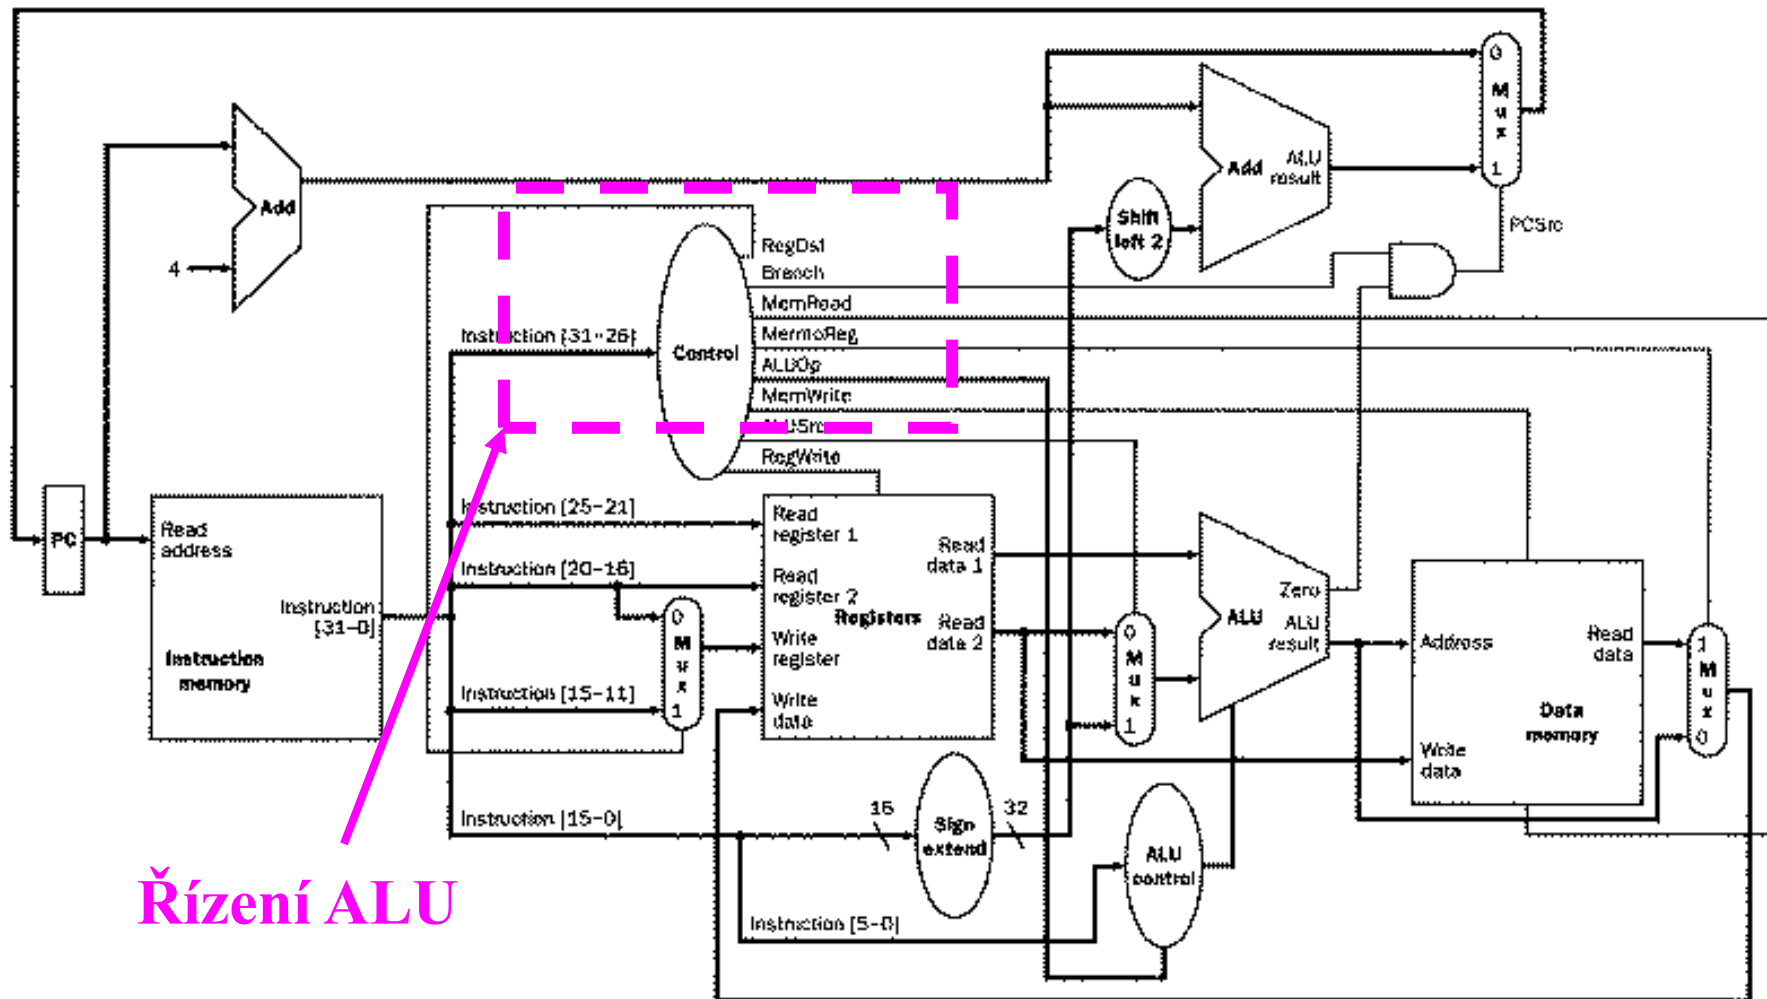 0
M
u
x
1
Add
ALU
result
Add
4
Shift
left 2
PCSrc
RegDst
Branch
MemRead
MemtoReg
ALUOp
MemWrite
ALUSrc
RegWrite
Instruction [31-26]
Control
PC
Read
address
Instruction
[31-0]
Instruction
memory
Instruction [25-21]
Instruction [20-16]
Instruction [15-11]
Instruction [15-0]
0
M
u
x
1
Read
register 1
Read
register 2
Write
register
Write
data
Registers
Read
data 1
Read
data 2
0
M
u
x
1
ALU
Zero
ALU
result
Address
Read
data
Data
memory
Write
data
1
M
u
x
0
16
Sign
extend
32
ALU
control
Instruction [5-0]
Řízení ALU